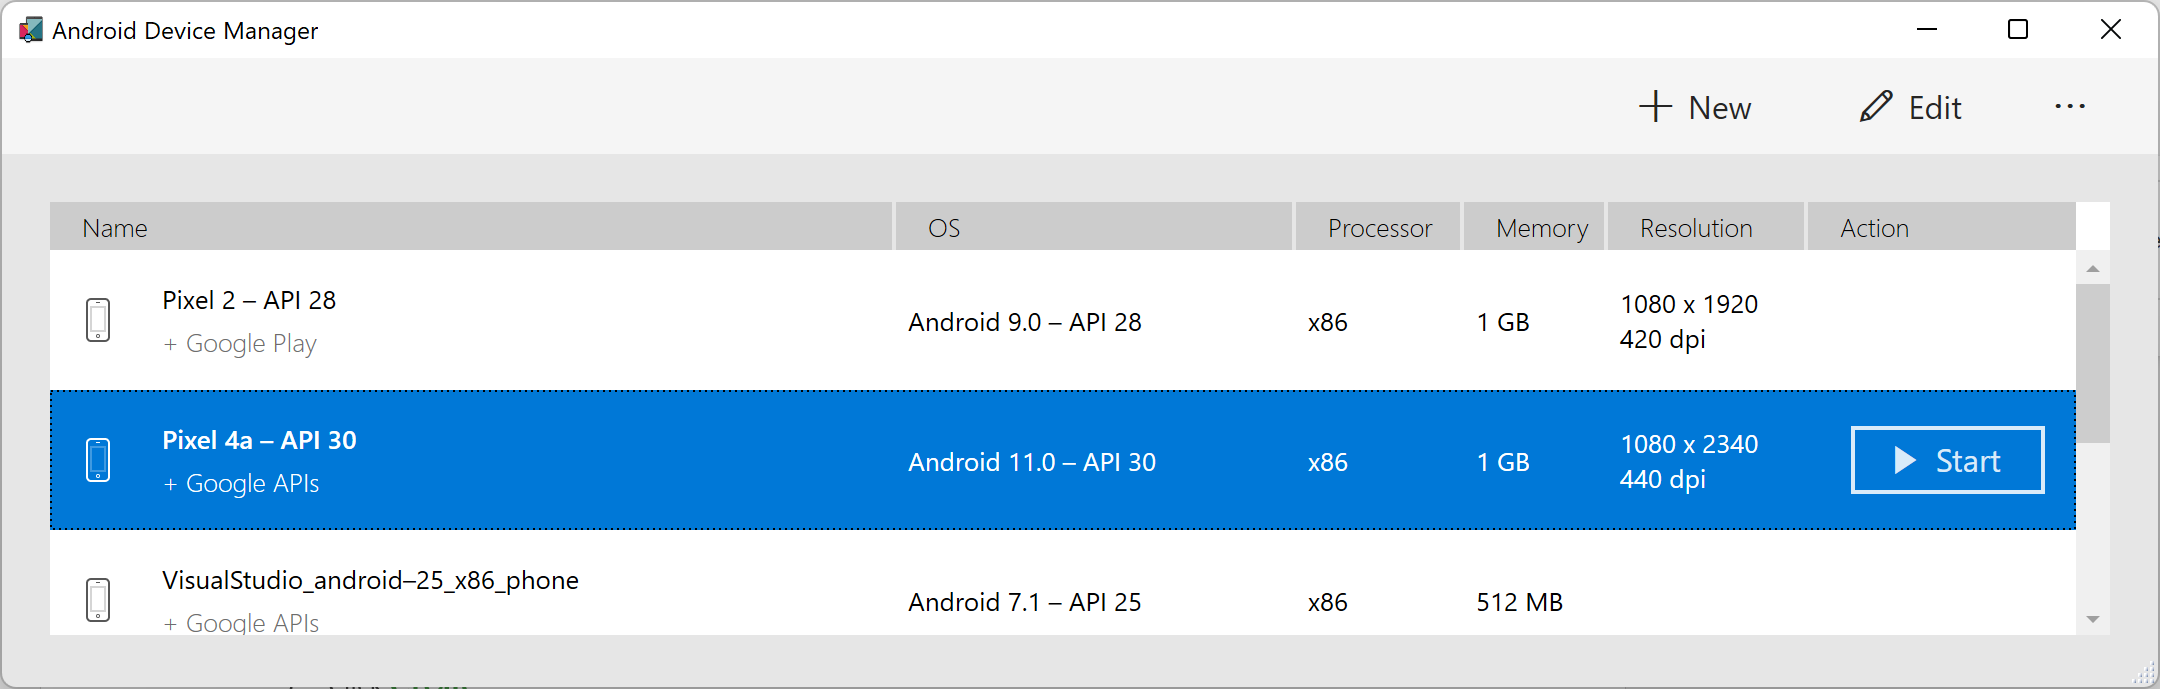 Android Device Manager
New Edit ...
Name OS Processor Memory Resolution Action
Pixel 2 – API 28
+ Google Play
Android 9.0 – API 28
x86
1 GB
1080 x 1920
420 dpi
Pixel 4a – API 30
+ Google APIs
Android 11.0 – API 30
x86
1 GB
1080 x 2340
440 dpi
Start
VisualStudio_android–25_x86_phone
+ Google APIs
Android 7.1 – API 25
x86
512 MB